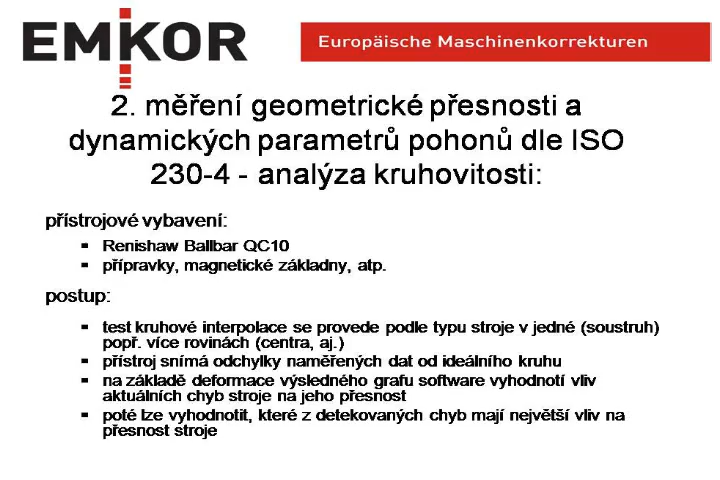 EMKOR
Europäische Maschinenkorrekturen
2. měření geometrické přesnosti a
dynamických parametrů pohonů dle ISO
230-4 - analýza kruhovitosti:
přístrojové vybavení:
▪ Renishaw Ballbar QC10
▪ přípravky, magnetické základny, atp.
postup:
▪ test kruhové interpolace se provede podle typu stroje v jedné (soustruh)
popř. více rovinách (centra, aj.)
▪ přístroj snímá odchylky naměřených dat od ideálního kruhu
▪ na základě deformace výsledného grafu software vyhodnotí vliv
aktuálních chyb stroje na jeho přesnost
▪ poté lze vyhodnotit, které z detekovaných chyb mají největší vliv na
přesnost stroje